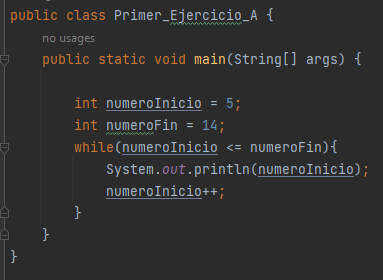 public class Primer_Ejercicio_A {
no usages
public static void main(String[] args) {
int numeroInicio = 5;
int numeroFin = 14;
while(numeroInicio <= numeroFin){
System.out.println(numeroInicio);
numeroInicio++;
}
}
}